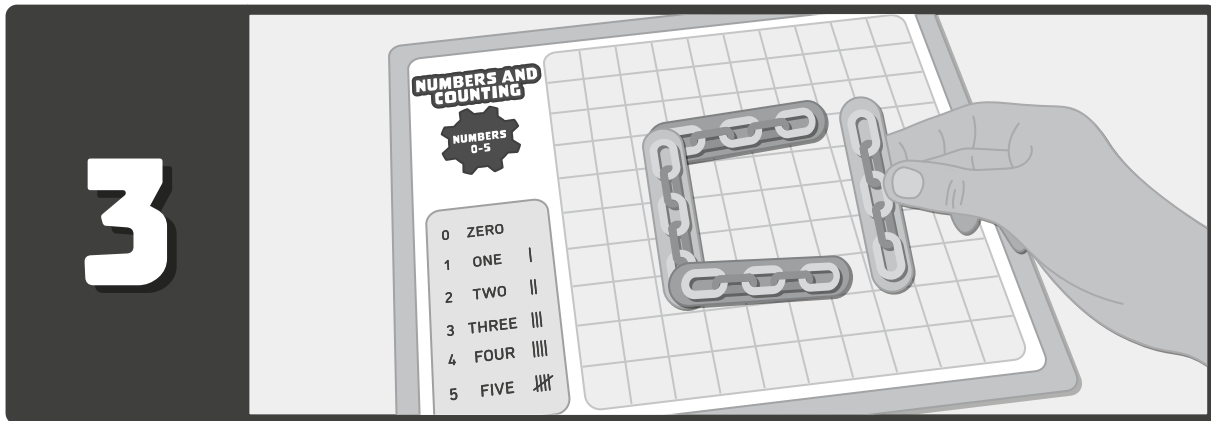 3
NUMBERS AND
COUNTING
NUMBERS
0-5
0 ZERO
1 ONE |
2 TWO ||
3 THREE |||
4 FOUR ||||
5 FIVE 卌